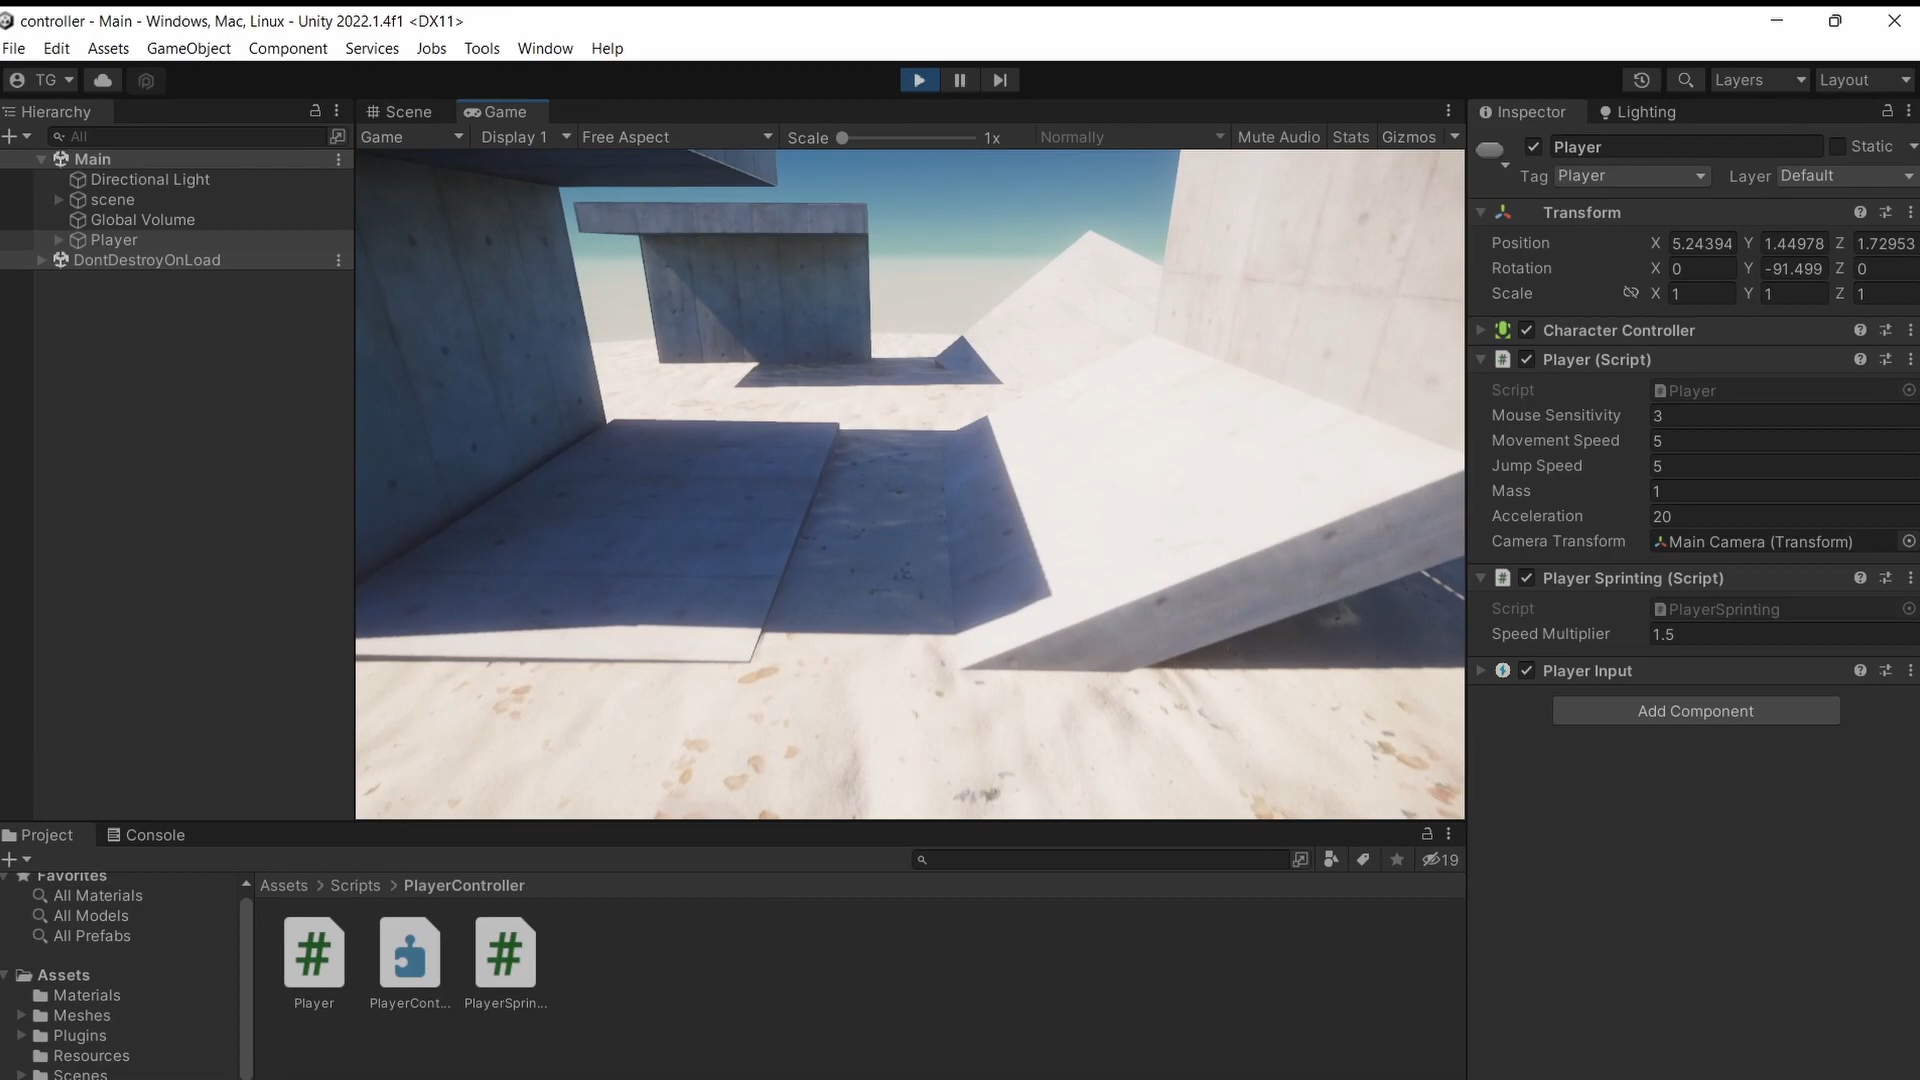 controller - Main - Windows, Mac, Linux - Unity 2022.1.4f1 <DX11>
File Edit Assets GameObject Component Services Jobs Tools Window Help
TG Layers Layout
Hierarchy
All
Main
Directional Light
scene
Global Volume
Player
DontDestroyOnLoad
Scene Game
Game Display 1 Free Aspect Scale 1x Normally Mute Audio Stats Gizmos
Inspector Lighting
Player Static
Tag Player Layer Default
Transform
Position X 5.24394 Y 1.44978 Z 1.72953
Rotation X 0 Y -91.499 Z 0
Scale X 1 Y 1 Z 1
Character Controller
# Player (Script)
Script Player
Mouse Sensitivity 3
Movement Speed 5
Jump Speed 5
Mass 1
Acceleration 20
Camera Transform Main Camera (Transform)
# Player Sprinting (Script)
Script PlayerSprinting
Speed Multiplier 1.5
Player Input
Add Component
Project Console
19
Favorites
All Materials
All Models
All Prefabs
Assets
Materials
Meshes
Plugins
Resources
Scenes
Assets > Scripts > PlayerController
# #
Player PlayerCont... PlayerSprin...